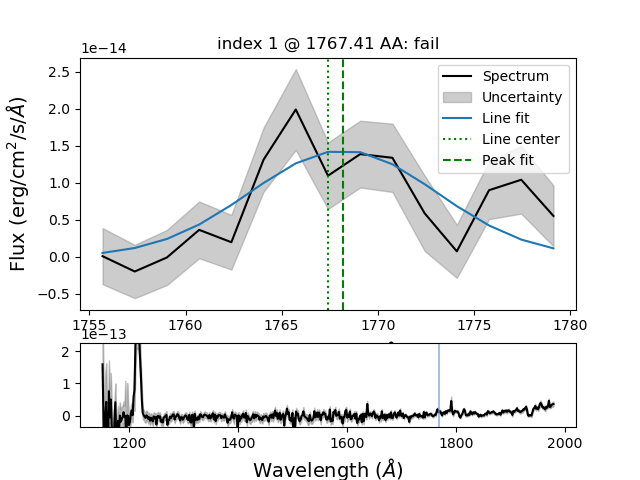 index 1 @ 1767.41 AA: fail
1e−14
2.5
2.0
1.5
1.0
0.5
0.0
−0.5
Flux (erg/cm²/s/Å)
Spectrum
Uncertainty
Line fit
Line center
Peak fit
1755 1760 1765 1770 1775 1780
1e−13
2
1
0
1200 1400 1600 1800 2000
Wavelength (Å)